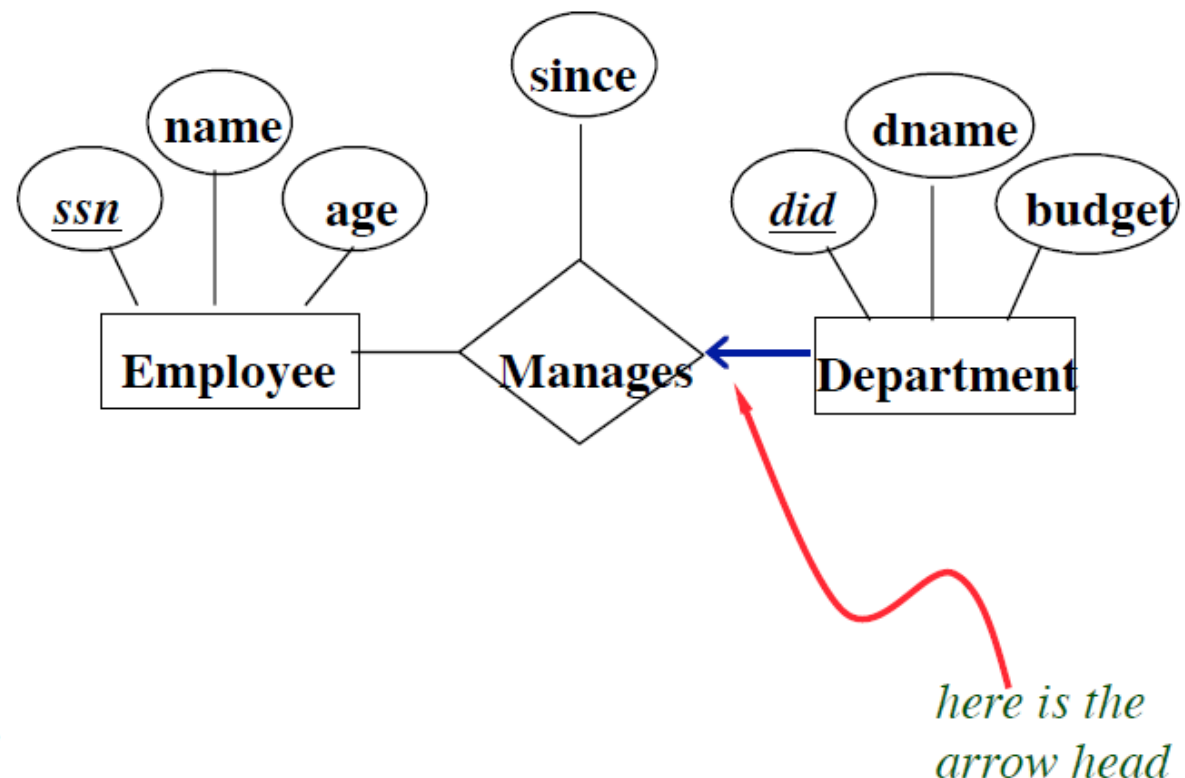 since
name
dname
ssn
age
did
budget
Employee
Manages
Department
here is the
arrow head